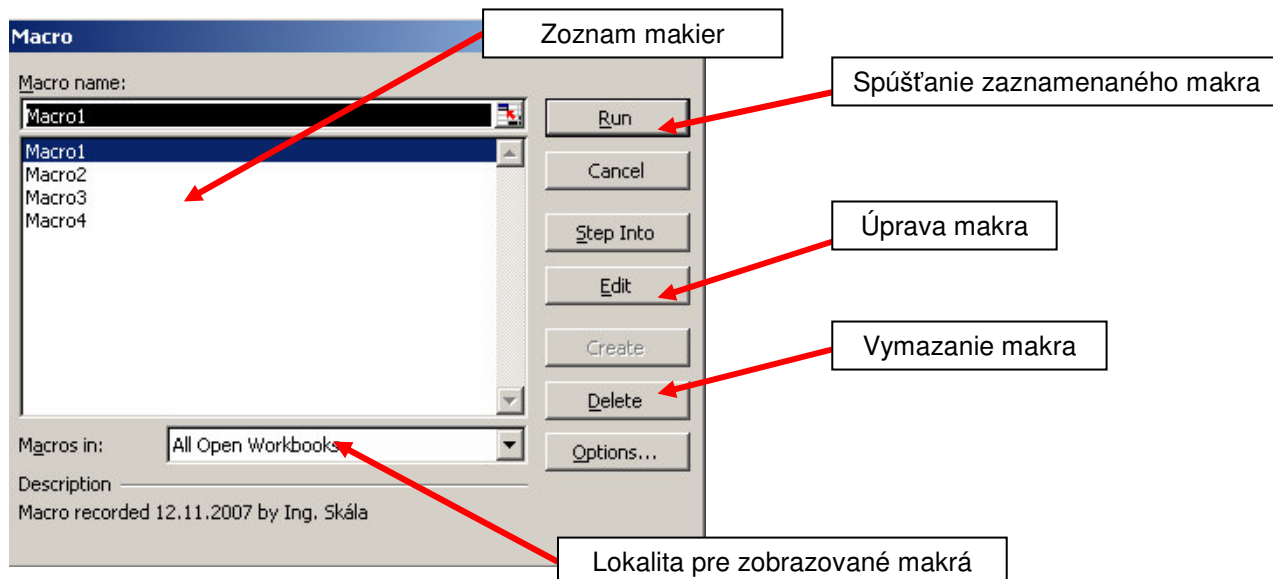 Macro
Zoznam makier
Macro name:
Spúšťanie zaznamenaného makra
Macro1
Run
Macro1
Macro2
Macro3
Macro4
Cancel
Step Into
Úprava makra
Edit
Create
Vymazanie makra
Delete
Macros in:
All Open Workbooks
Options...
Description
Macro recorded 12.11.2007 by Ing. Skála
Lokalita pre zobrazované makrá